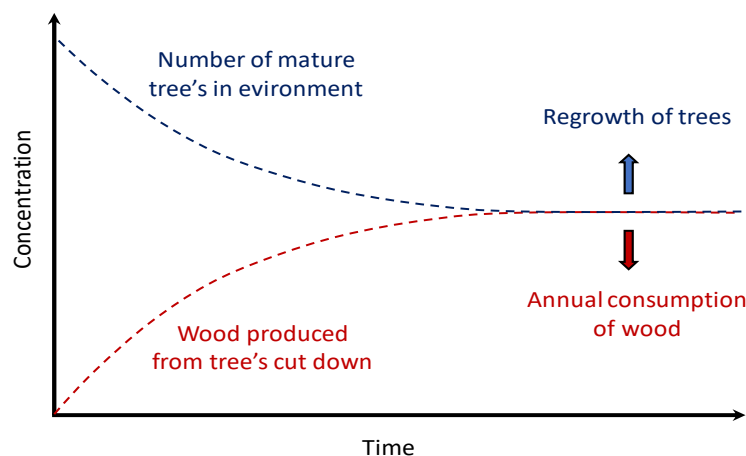 Number of mature
tree's in evironment
Regrowth of trees
Concentration
Annual consumption
of wood
Wood produced
from tree's cut down
Time